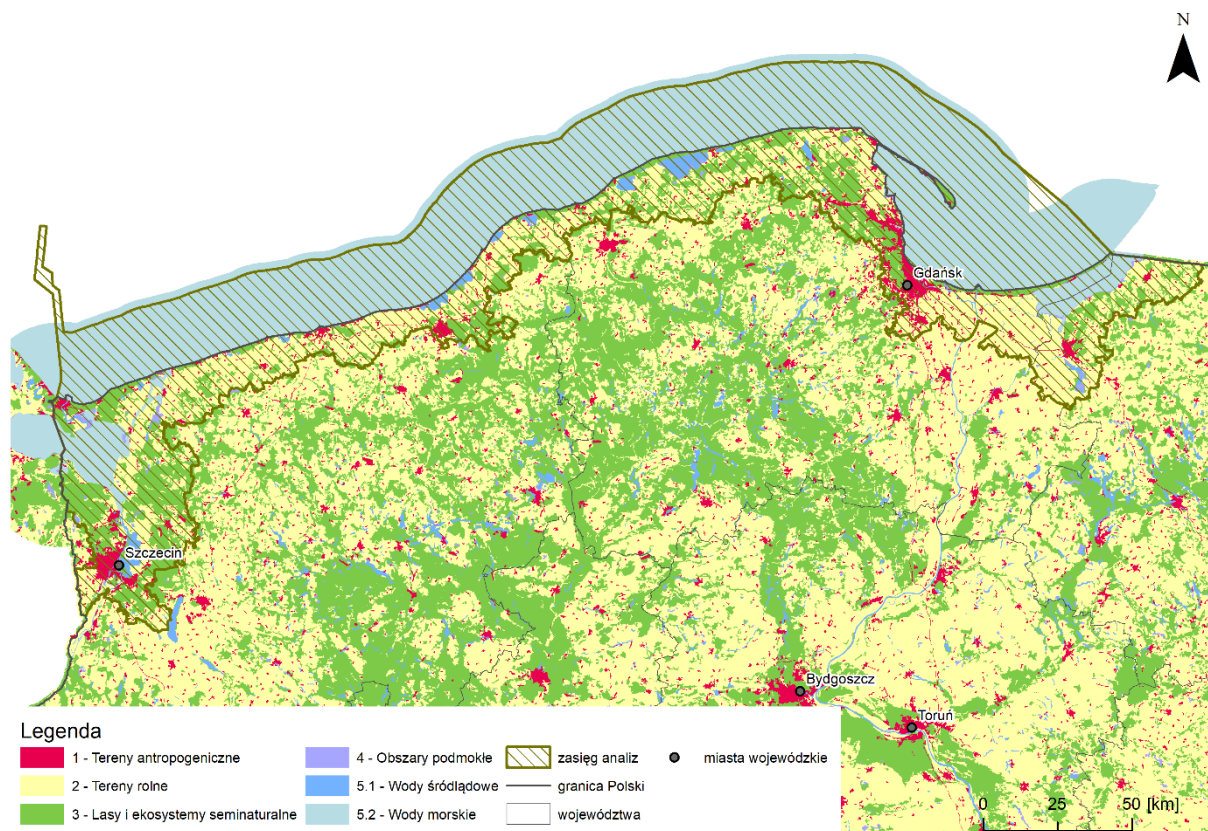 N
Gdańsk
Szczecin
Bydgoszcz
Toruń
Legenda
1 - Tereny antropogeniczne
2 - Tereny rolne
3 - Lasy i ekosystemy seminaturalne
4 - Obszary podmokłe
5.1 - Wody śródlądowe
5.2 - Wody morskie
zasięg analiz
granica Polski
województwa
miasta wojewódzkie
0 25 50 [km]